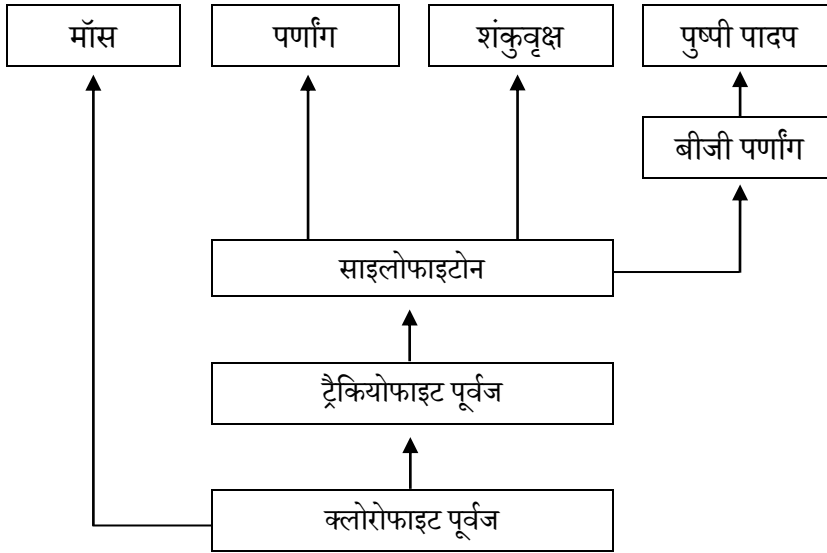 मॉस
पर्णांग
शंकुवृक्ष
पुष्पी पादप
बीजी पर्णांग
साइलोफाइटोन
ट्रैकियोफाइट पूर्वज
क्लोरोफाइट पूर्वज